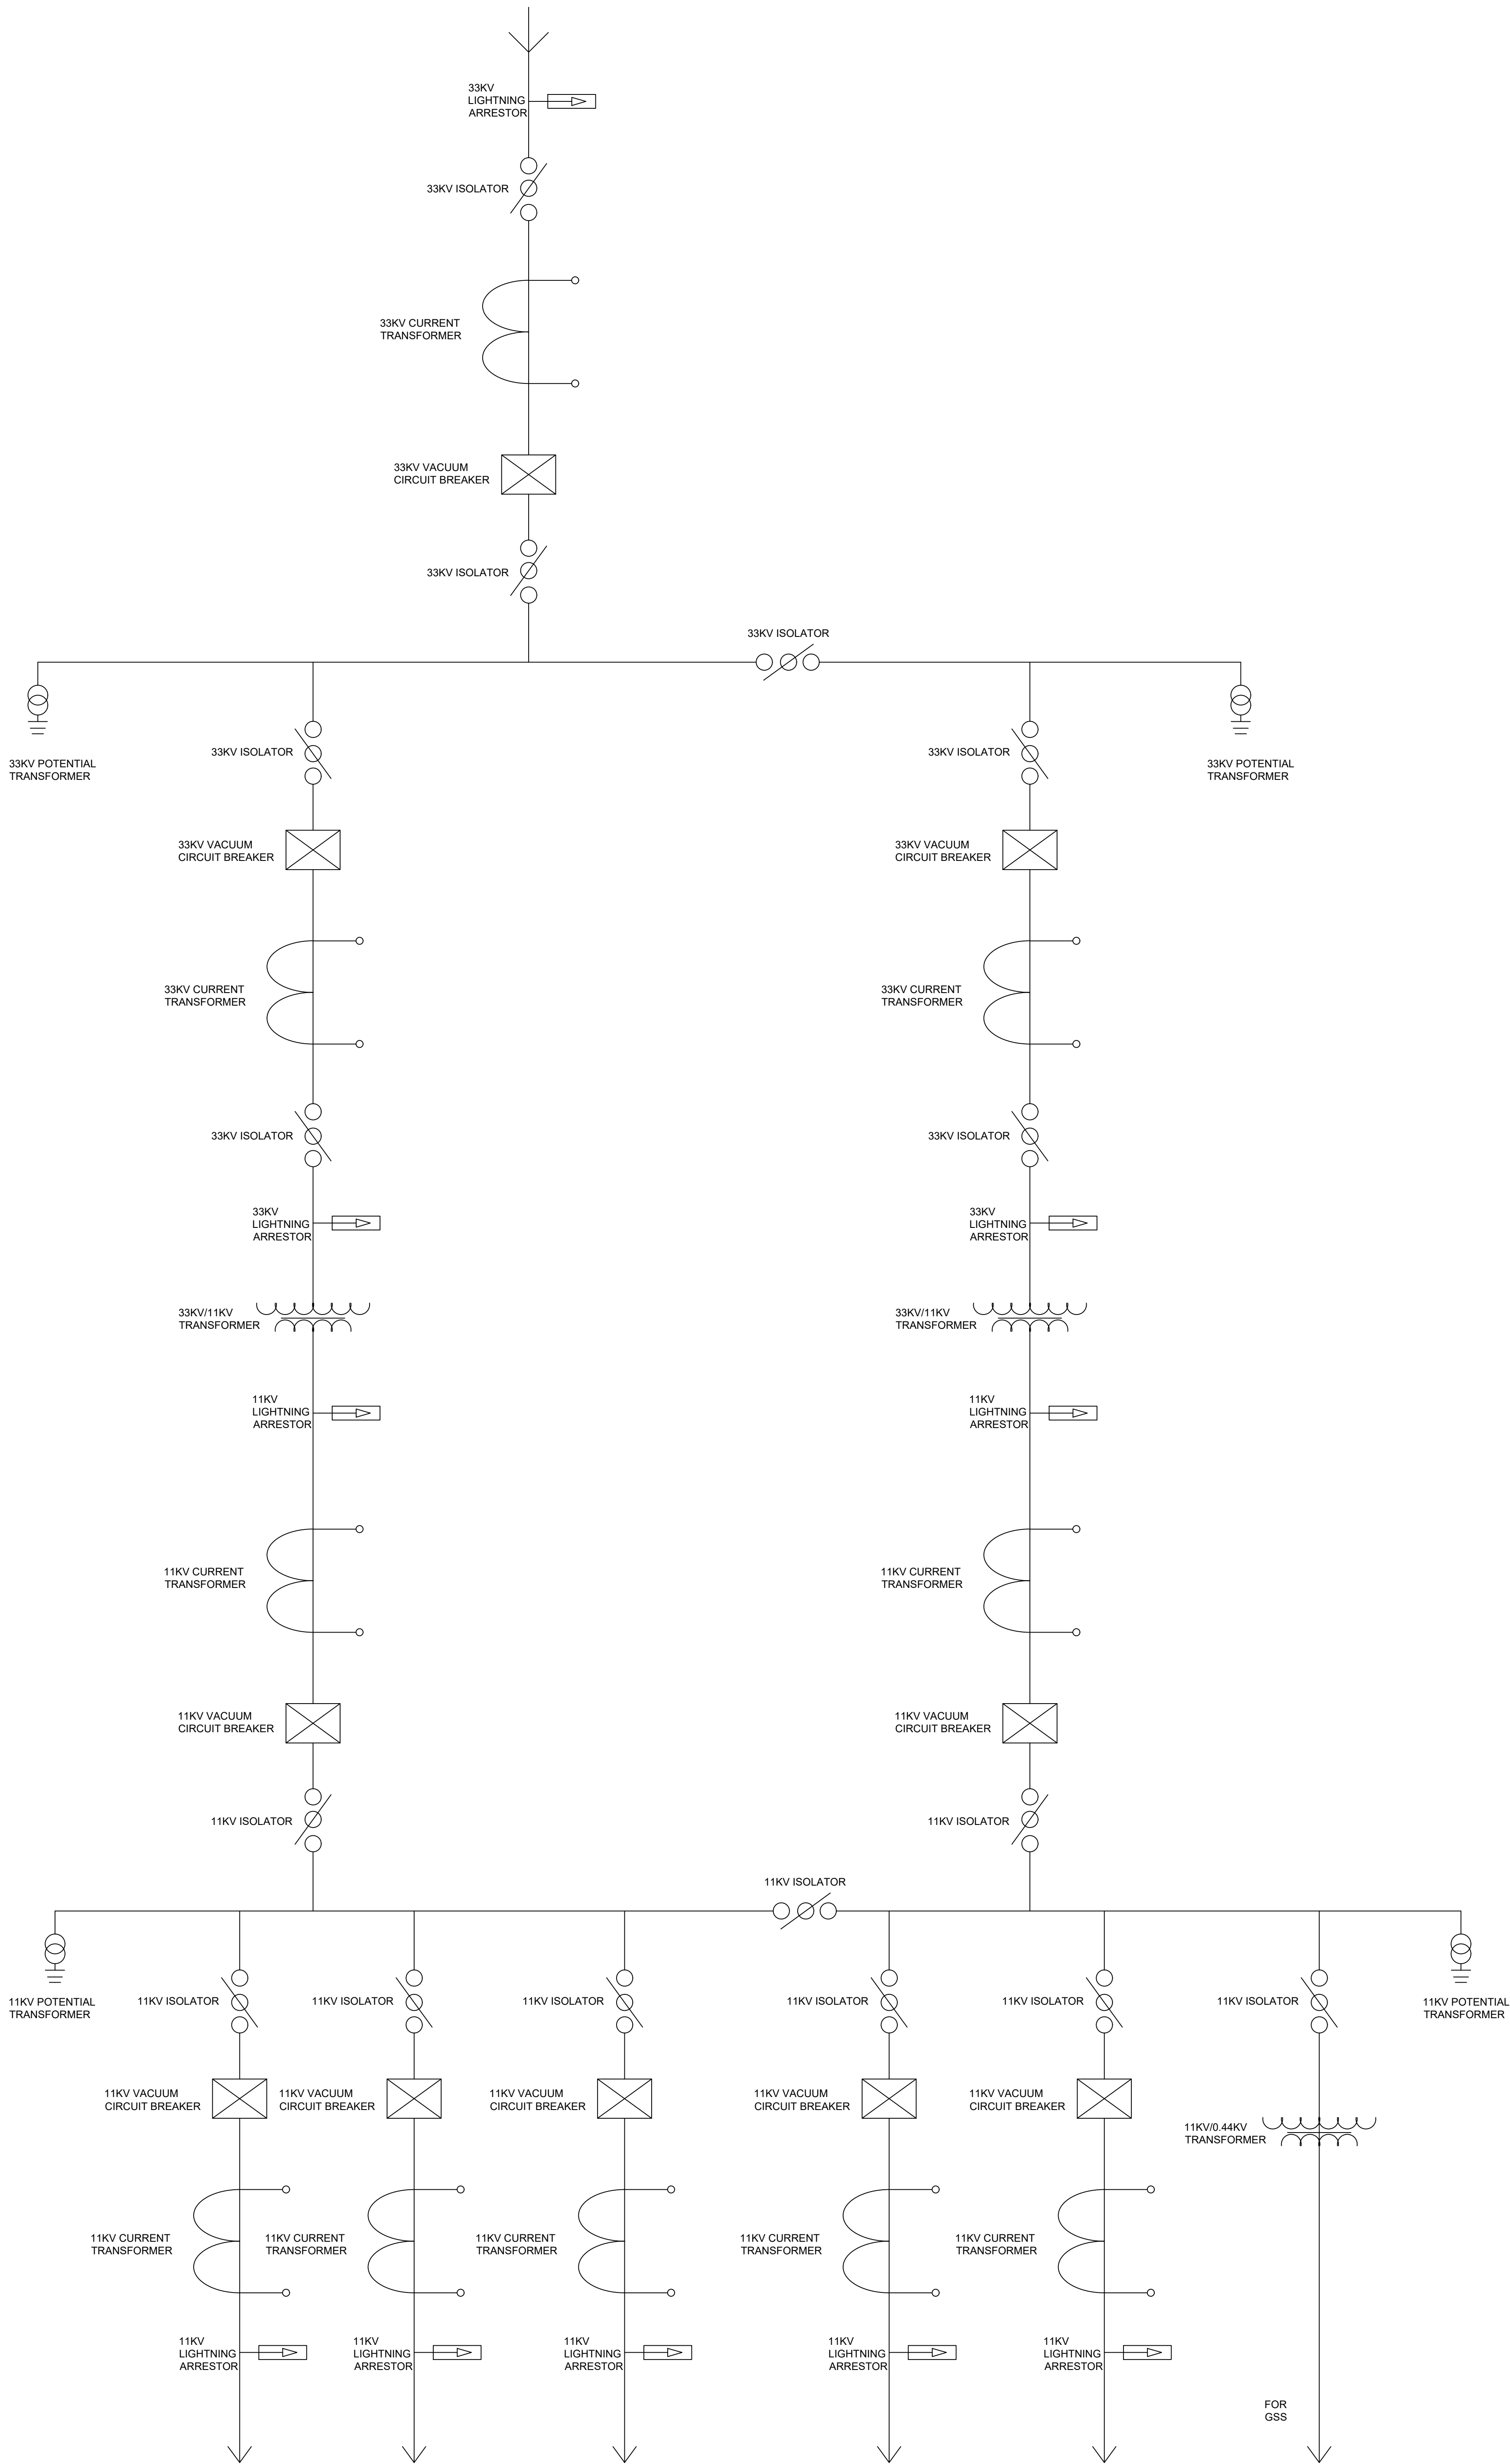 33KV
LIGHTNING
ARRESTOR
33KV ISOLATOR
33KV CURRENT
TRANSFORMER
33KV VACUUM
CIRCUIT BREAKER
33KV ISOLATOR
33KV ISOLATOR
33KV POTENTIAL
TRANSFORMER
33KV ISOLATOR
33KV ISOLATOR
33KV POTENTIAL
TRANSFORMER
33KV VACUUM
CIRCUIT BREAKER
33KV VACUUM
CIRCUIT BREAKER
33KV CURRENT
TRANSFORMER
33KV CURRENT
TRANSFORMER
33KV ISOLATOR
33KV ISOLATOR
33KV
LIGHTNING
ARRESTOR
33KV
LIGHTNING
ARRESTOR
33KV/11KV
TRANSFORMER
33KV/11KV
TRANSFORMER
11KV
LIGHTNING
ARRESTOR
11KV
LIGHTNING
ARRESTOR
11KV CURRENT
TRANSFORMER
11KV CURRENT
TRANSFORMER
11KV VACUUM
CIRCUIT BREAKER
11KV VACUUM
CIRCUIT BREAKER
11KV ISOLATOR
11KV ISOLATOR
11KV ISOLATOR
11KV POTENTIAL
TRANSFORMER
11KV ISOLATOR
11KV ISOLATOR
11KV ISOLATOR
11KV ISOLATOR
11KV ISOLATOR
11KV ISOLATOR
11KV POTENTIAL
TRANSFORMER
11KV VACUUM
CIRCUIT BREAKER
11KV VACUUM
CIRCUIT BREAKER
11KV VACUUM
CIRCUIT BREAKER
11KV VACUUM
CIRCUIT BREAKER
11KV VACUUM
CIRCUIT BREAKER
11KV/0.44KV
TRANSFORMER
11KV CURRENT
TRANSFORMER
11KV CURRENT
TRANSFORMER
11KV CURRENT
TRANSFORMER
11KV CURRENT
TRANSFORMER
11KV CURRENT
TRANSFORMER
11KV
LIGHTNING
ARRESTOR
11KV
LIGHTNING
ARRESTOR
11KV
LIGHTNING
ARRESTOR
11KV
LIGHTNING
ARRESTOR
11KV
LIGHTNING
ARRESTOR
FOR
GSS